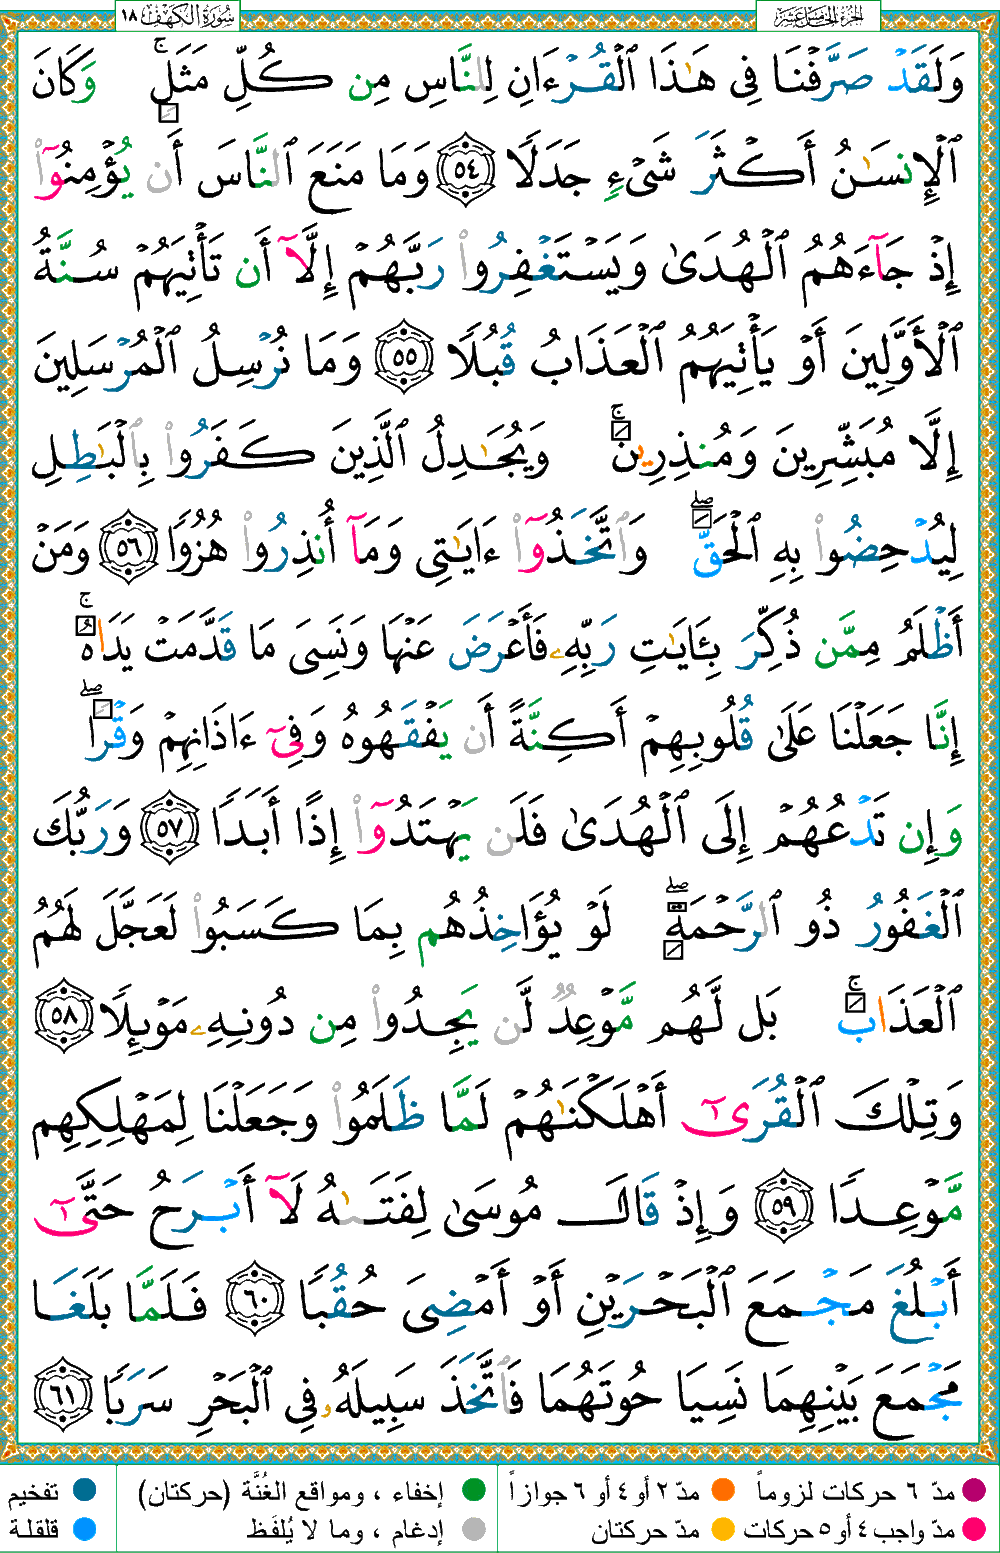 سُورَةُ الكَهْفِ ١٨
الجزء الخامس عشر
وَلَقَدْ صَرَّفْنَا فِى هَـٰذَا ٱلْقُرْءَانِ لِلنَّاسِ مِن كُلِّ مَثَلٍۢ ۚ وَكَانَ
ٱلْإِنسَـٰنُ أَكْثَرَ شَىْءٍۢ جَدَلًۭا ٥٤ وَمَا مَنَعَ ٱلنَّاسَ أَن يُؤْمِنُوٓا۟
إِذْ جَآءَهُمُ ٱلْهُدَىٰ وَيَسْتَغْفِرُوا۟ رَبَّهُمْ إِلَّآ أَن تَأْتِيَهُمْ سُنَّةُ
ٱلْأَوَّلِينَ أَوْ يَأْتِيَهُمُ ٱلْعَذَابُ قُبُلًۭا ٥٥ وَمَا نُرْسِلُ ٱلْمُرْسَلِينَ
إِلَّا مُبَشِّرِينَ وَمُنذِرِينَ ۚ وَيُجَـٰدِلُ ٱلَّذِينَ كَفَرُوا۟ بِٱلْبَـٰطِلِ
لِيُدْحِضُوا۟ بِهِ ٱلْحَقَّ ۖ وَٱتَّخَذُوٓا۟ ءَايَـٰتِى وَمَآ أُنذِرُوا۟ هُزُوًۭا ٥٦ وَمَنْ
أَظْلَمُ مِمَّن ذُكِّرَ بِـَٔايَـٰتِ رَبِّهِۦ فَأَعْرَضَ عَنْهَا وَنَسِىَ مَا قَدَّمَتْ يَدَاهُ ۚ
إِنَّا جَعَلْنَا عَلَىٰ قُلُوبِهِمْ أَكِنَّةً أَن يَفْقَهُوهُ وَفِىٓ ءَاذَانِهِمْ وَقْرًۭا ۖ
وَإِن تَدْعُهُمْ إِلَى ٱلْهُدَىٰ فَلَن يَهْتَدُوٓا۟ إِذًا أَبَدًۭا ٥٧ وَرَبُّكَ
ٱلْغَفُورُ ذُو ٱلرَّحْمَةِ ۖ لَوْ يُؤَاخِذُهُم بِمَا كَسَبُوا۟ لَعَجَّلَ لَهُمُ
ٱلْعَذَابَ ۚ بَل لَّهُم مَّوْعِدٌۭ لَّن يَجِدُوا۟ مِن دُونِهِۦ مَوْئِلًۭا ٥٨
وَتِلْكَ ٱلْقُرَىٰٓ أَهْلَكْنَـٰهُمْ لَمَّا ظَلَمُوا۟ وَجَعَلْنَا لِمَهْلِكِهِم
مَّوْعِدًۭا ٥٩ وَإِذْ قَالَ مُوسَىٰ لِفَتَىٰهُ لَآ أَبْرَحُ حَتَّىٰٓ
أَبْلُغَ مَجْمَعَ ٱلْبَحْرَيْنِ أَوْ أَمْضِىَ حُقُبًۭا ٦٠ فَلَمَّا بَلَغَا
مَجْمَعَ بَيْنِهِمَا نَسِيَا حُوتَهُمَا فَٱتَّخَذَ سَبِيلَهُۥ فِى ٱلْبَحْرِ سَرَبًۭا ٦١
مدّ ٦ حركات لزوماً مدّ ٢ أو ٤ أو ٦ جوازاً إخفاء ، ومواقع الغُنَّة (حركتان) تفخيم
مدّ واجب ٤ أو ٥ حركات مدّ حركتان إدغام ، وما لا يُلفَظ قلقلة